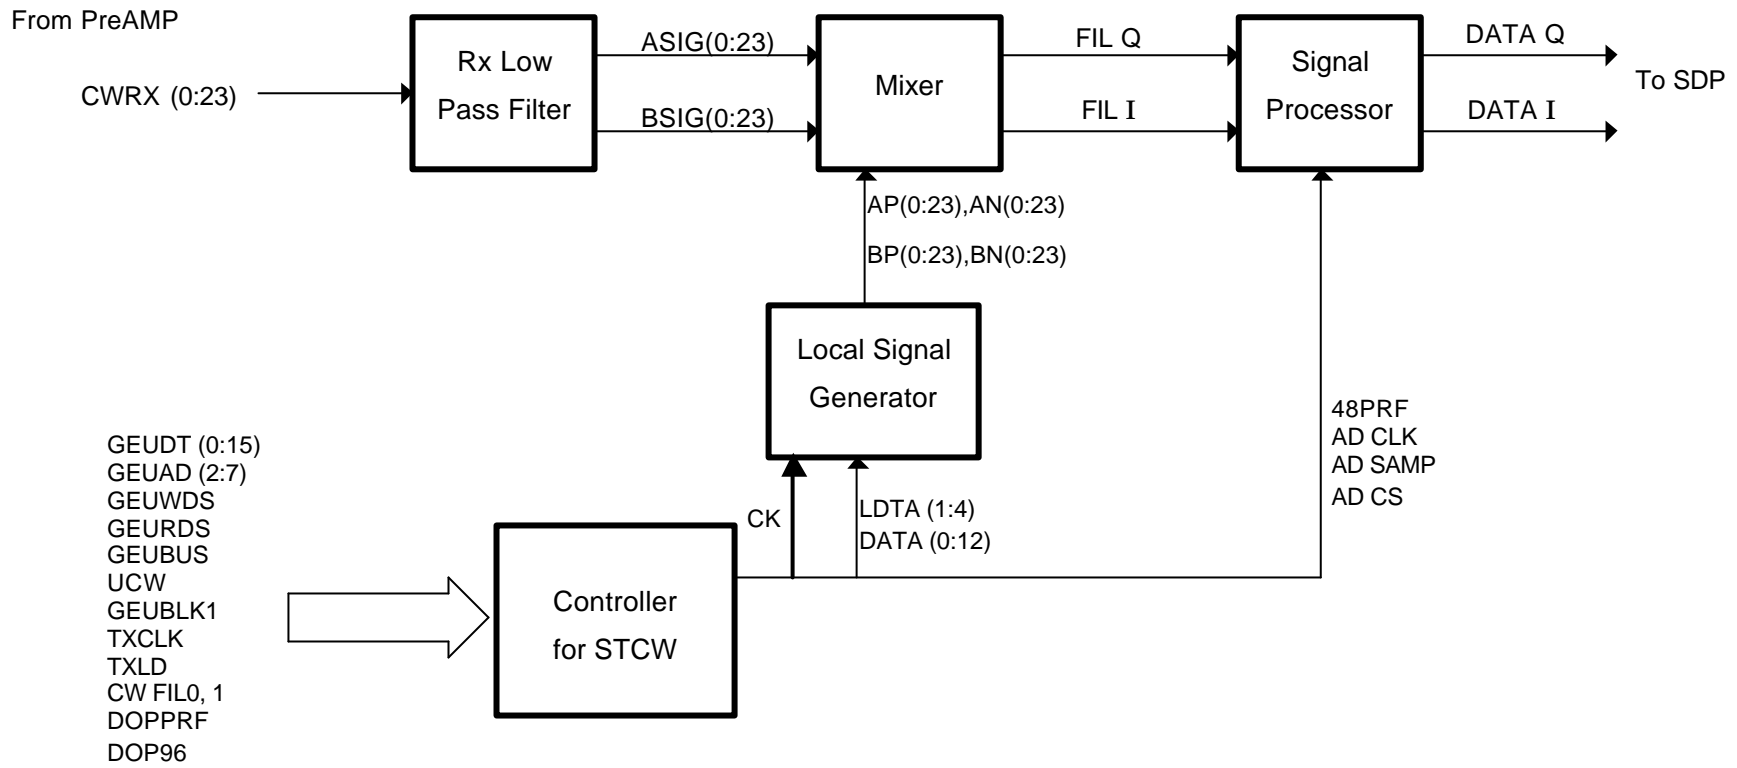 From PreAMP
CWRX (0:23)
Rx Low
Pass Filter
ASIG(0:23)
BSIG(0:23)
Mixer
FIL Q
FIL I
Signal
Processor
DATA Q
DATA I
To SDP
AP(0:23),AN(0:23)
BP(0:23),BN(0:23)
Local Signal
Generator
CK
LDTA (1:4)
DATA (0:12)
48PRF
AD CLK
AD SAMP
AD CS
GEUDT (0:15)
GEUAD (2:7)
GEUWDS
GEURDS
GEUBUS
UCW
GEUBLK1
TXCLK
TXLD
CW FIL0, 1
DOPPRF
DOP96
Controller
for STCW